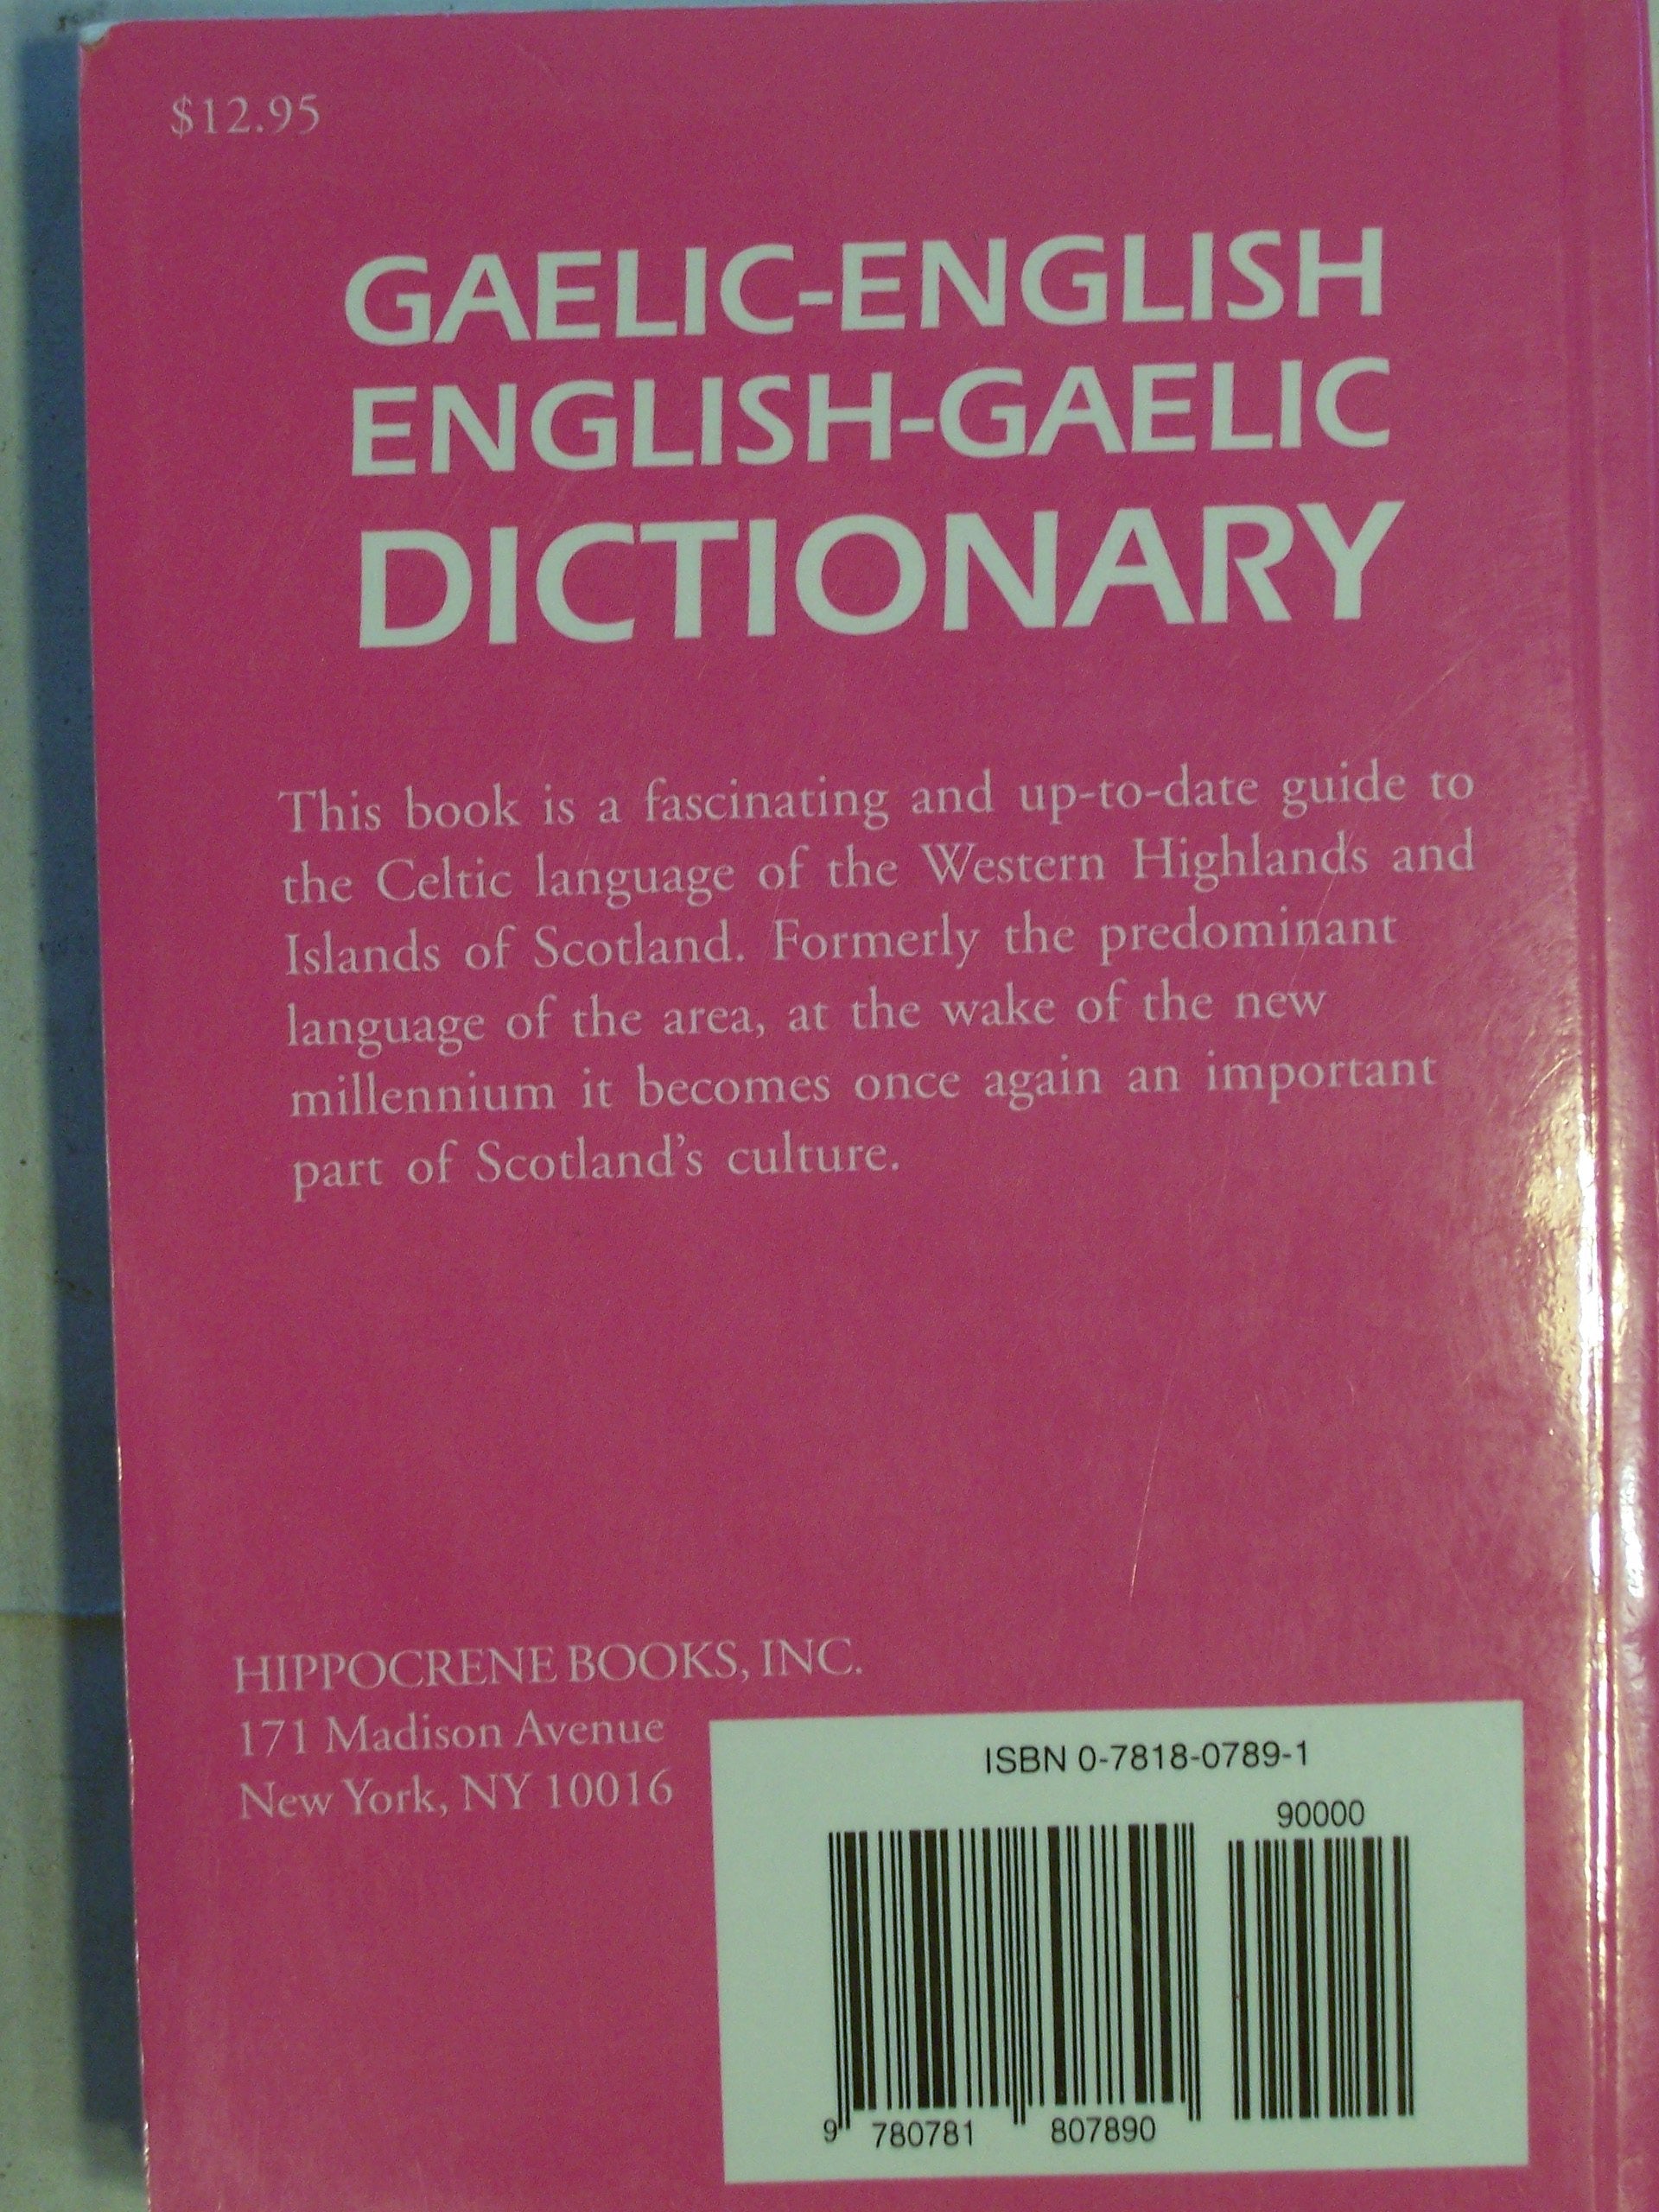 $12.95
GAELIC-ENGLISH
ENGLISH-GAELIC
DICTIONARY
This book is a fascinating and up-to-date guide to
the Celtic language of the Western Highlands and
Islands of Scotland. Formerly the predominant
language of the area, at the wake of the new
millennium it becomes once again an important
part of Scotland's culture.
HIPPOCRENE BOOKS, INC.
171 Madison Avenue
New York, NY 10016
ISBN 0-7818-0789-1
90000
9 780781 807890